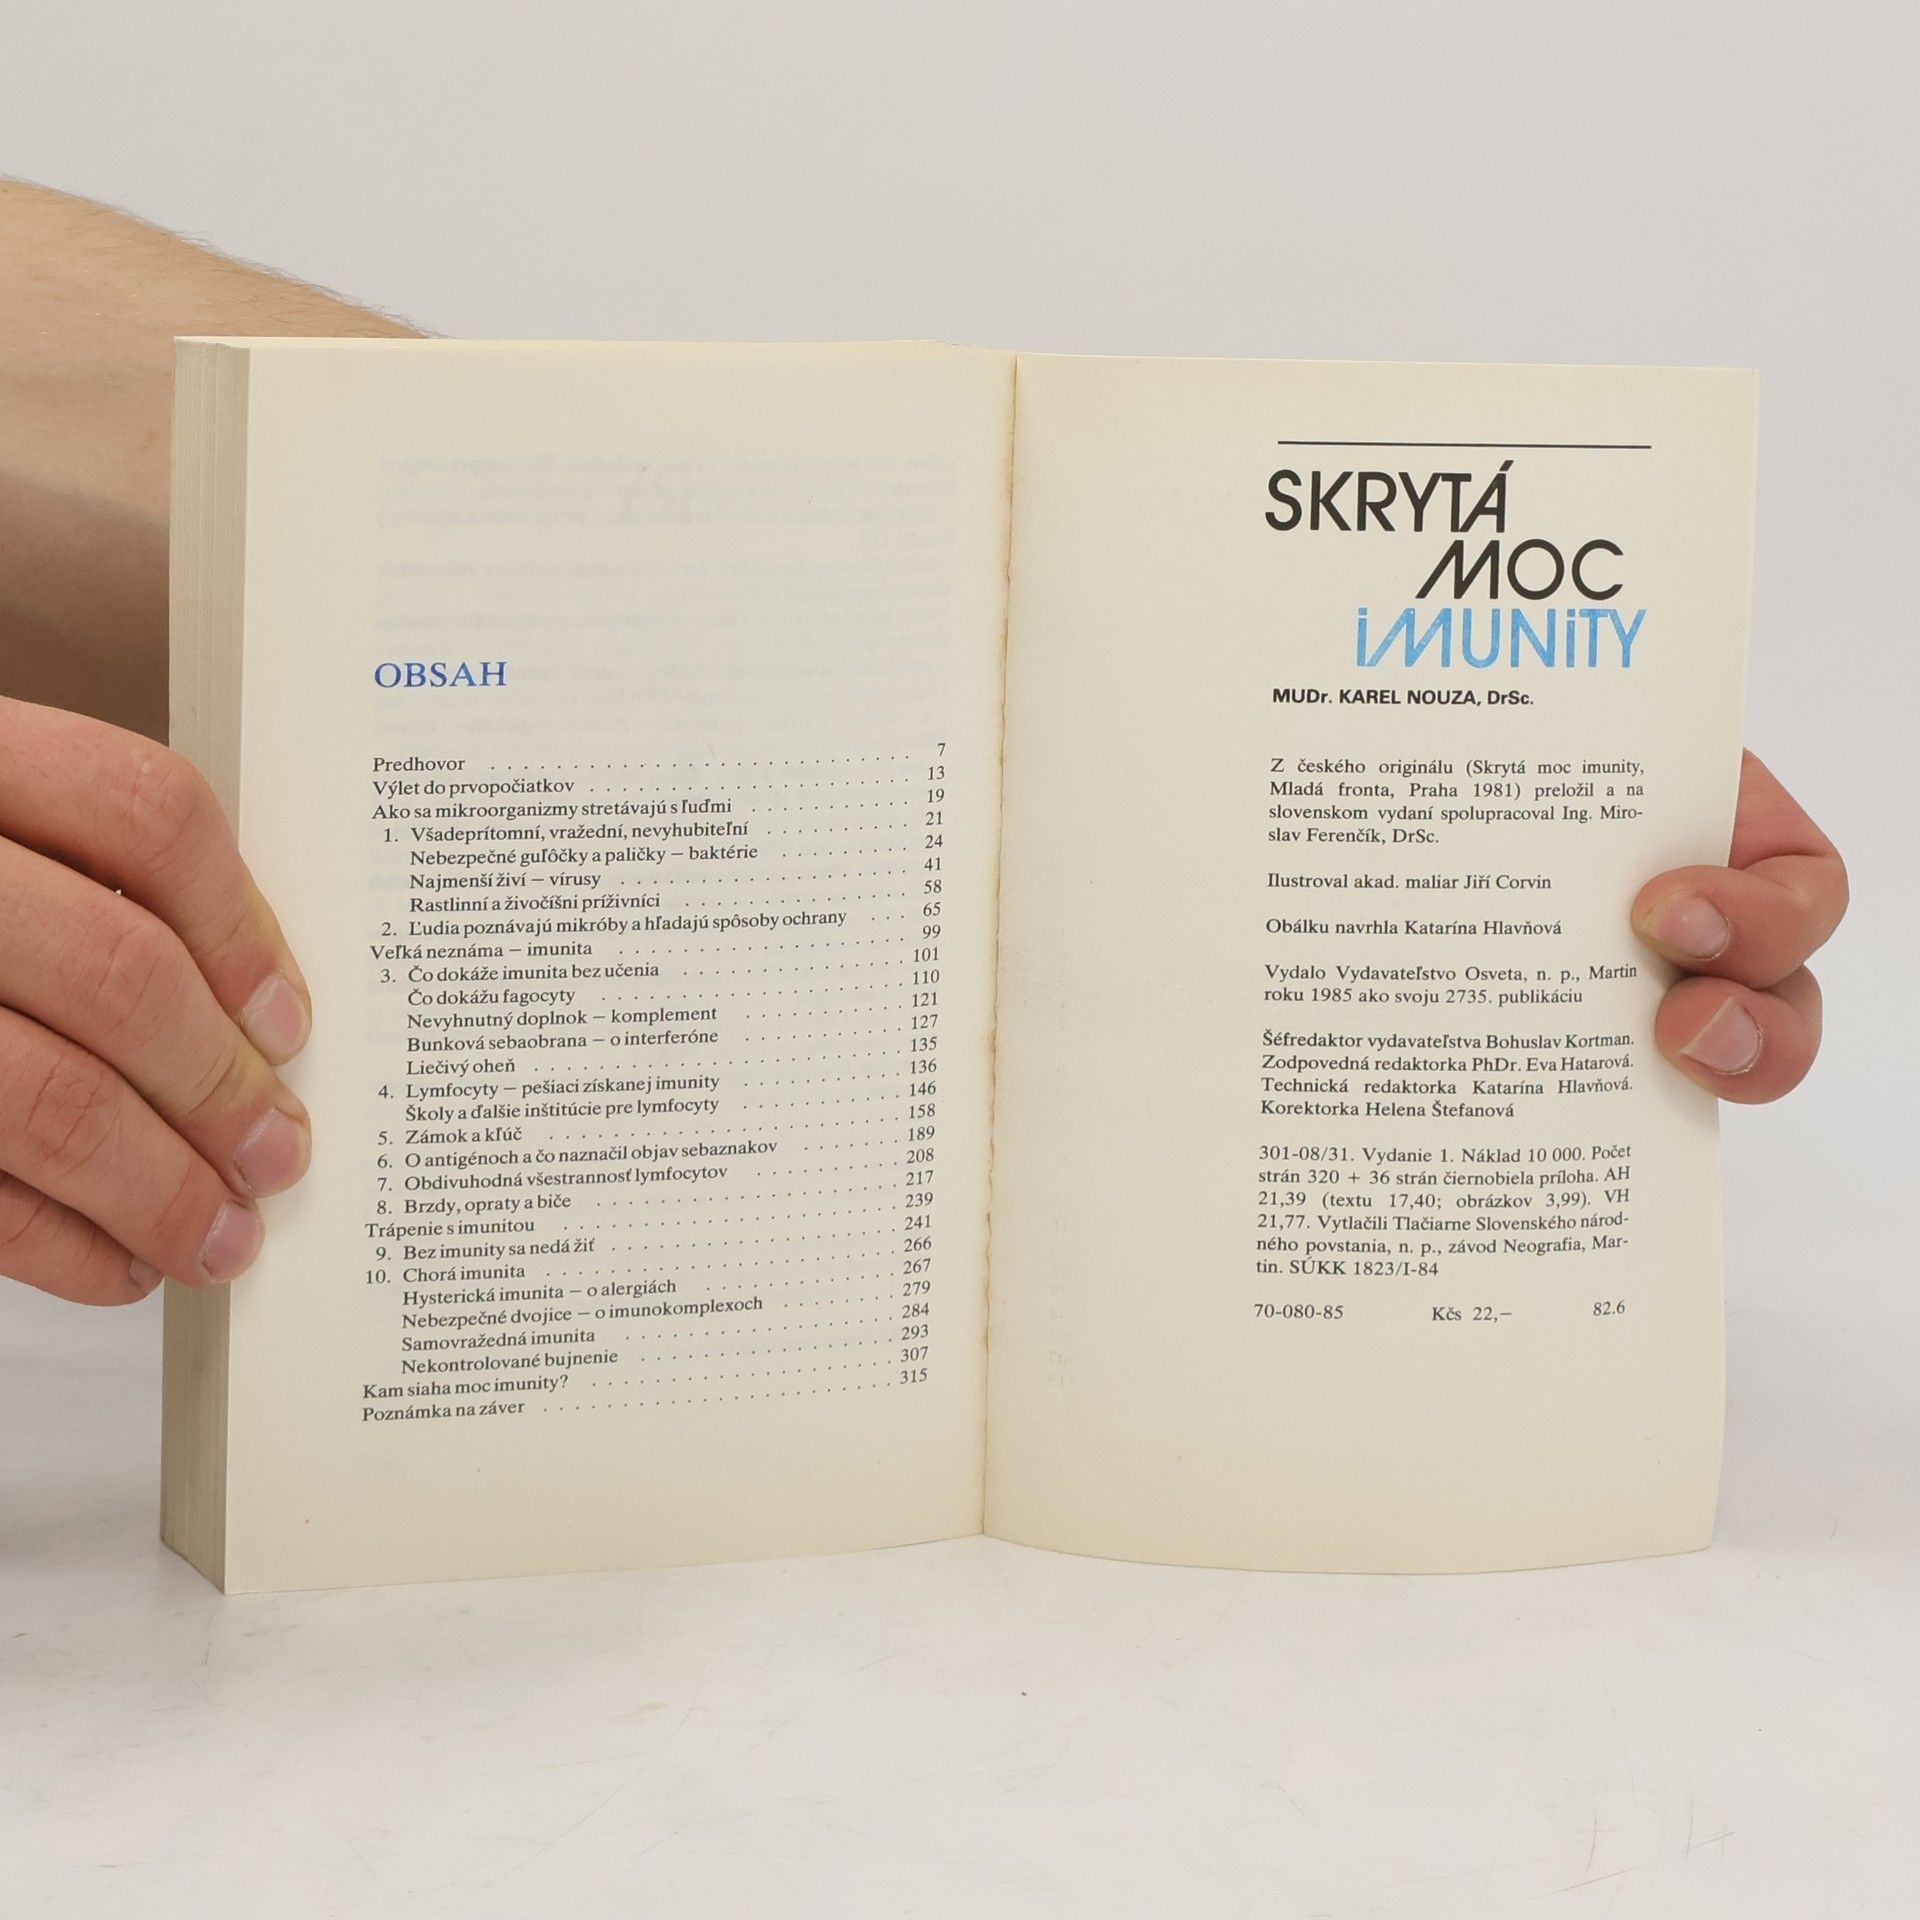 OBSAH
Predhovor . . . . . . . . . . . . . . . . . . . . 7
Výlet do prvopočiatkov . . . . . . . . . . . . . . . . 13
Ako sa mikroorganizmy stretávajú s ľuďmi . . . . . . . . . 19
1. Všadeprítomní, vražední, nevyhubiteľní . . . . . . . . 21
Nebezpečné guľôčky a paličky – baktérie . . . . . . . . 24
Najmenší živí – vírusy . . . . . . . . . . . . . . 41
Rastlinní a živočíšni príživníci . . . . . . . . . . . 58
2. Ľudia poznávajú mikróby a hľadajú spôsoby ochrany . . . 65
Veľká neznáma – imunita . . . . . . . . . . . . . . 99
3. Čo dokáže imunita bez učenia . . . . . . . . . . . 101
Čo dokážu fagocyty . . . . . . . . . . . . . . 110
Nevyhnutný doplnok – komplement . . . . . . . . . 121
Bunková sebaobrana – o interferóne . . . . . . . . . 127
Liečivý oheň . . . . . . . . . . . . . . . . . 135
4. Lymfocyty – pešiaci získanej imunity . . . . . . . . . 136
Školy a ďalšie inštitúcie pre lymfocyty . . . . . . . . . 146
5. Zámok a kľúč . . . . . . . . . . . . . . . . . 158
6. O antigénoch a čo naznačil objav sebaznakov . . . . . . 189
7. Obdivuhodná všestrannosť lymfocytov . . . . . . . . 208
8. Brzdy, opraty a biče . . . . . . . . . . . . . . . 217
Trápenie s imunitou . . . . . . . . . . . . . . . . 239
9. Bez imunity sa nedá žiť . . . . . . . . . . . . . . 241
10. Chorá imunita . . . . . . . . . . . . . . . . . 266
Hysterická imunita – o alergiách . . . . . . . . . . 267
Nebezpečné dvojice – o imunokomplexoch . . . . . . . 279
Samovražedná imunita . . . . . . . . . . . . . . 284
Nekontrolované bujnenie . . . . . . . . . . . . . 293
Kam siaha moc imunity? . . . . . . . . . . . . . . . 307
Poznámka na záver . . . . . . . . . . . . . . . . . 315
SKRYTÁ
MOC
iMUNiTY
MUDr. KAREL NOUZA, DrSc.
Z českého originálu (Skrytá moc imunity,
Mladá fronta, Praha 1981) preložil a na
slovenskom vydaní spolupracoval Ing. Miro-
slav Ferenčík, DrSc.
Ilustroval akad. maliar Jiří Corvin
Obálku navrhla Katarína Hlavňová
Vydalo Vydavateľstvo Osveta, n. p., Martin
roku 1985 ako svoju 2735. publikáciu
Šéfredaktor vydavateľstva Bohuslav Kortman.
Zodpovedná redaktorka PhDr. Eva Hatarová.
Technická redaktorka Katarína Hlavňová.
Korektorka Helena Štefanová
301-08/31. Vydanie 1. Náklad 10 000. Počet
strán 320 + 36 strán čiernobiela príloha. AH
21,39 (textu 17,40; obrázkov 3,99). VH
21,77. Vytlačili Tlačiarne Slovenského národ-
ného povstania, n. p., závod Neografia, Mar-
tin. SÚKK 1823/I-84
70-080-85 Kčs 22,– 82.6